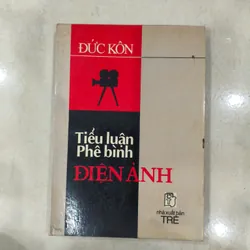 ĐỨC KÔN
Tiểu luận
Phê bình
ĐIỆN ẢNH
nhà xuất bản
TRẺ